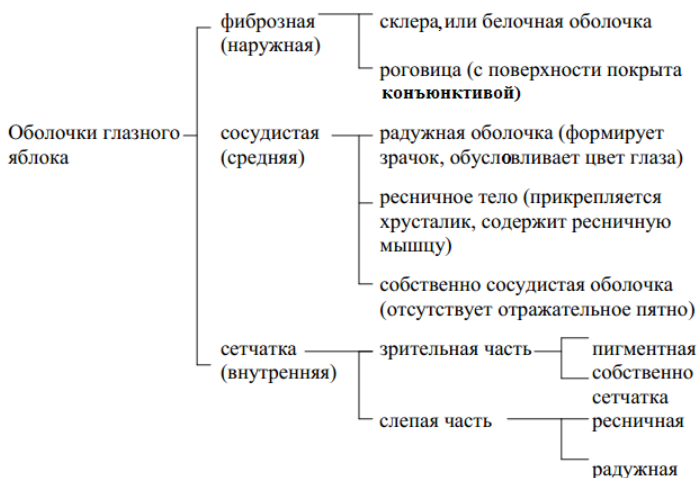 Оболочки глазного
яблока
фиброзная
(наружная)
склера,или белочная оболочка
роговица (с поверхности покрыта
конъюнктивой)
сосудистая
(средняя)
радужная оболочка (формирует
зрачок, обусловливает цвет глаза)
ресничное тело (прикрепляется
хрусталик, содержит ресничную
мышцу)
собственно сосудистая оболочка
(отсутствует отражательное пятно)
сетчатка
(внутренняя)
зрительная часть
пигментная
собственно
сетчатка
слепая часть
ресничная
радужная